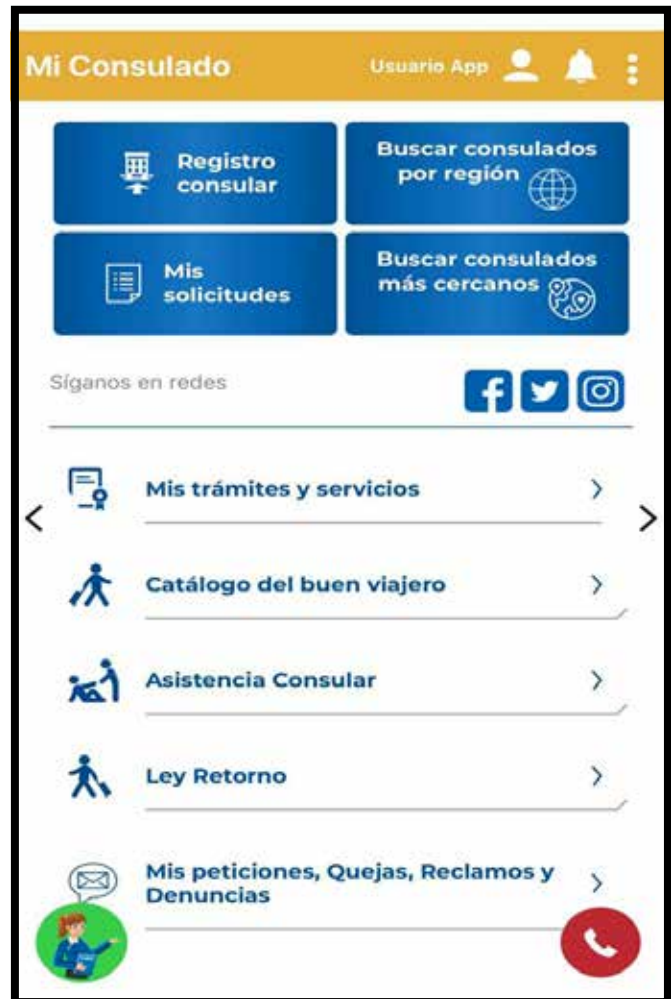 Mi Consulado
Usuario App
Registro
consular
Buscar consulados
por región
Mis
solicitudes
Buscar consulados
más cercanos
Síganos en redes
Mis trámites y servicios
Catálogo del buen viajero
Asistencia Consular
Ley Retorno
Mis peticiones, Quejas, Reclamos y
Denuncias